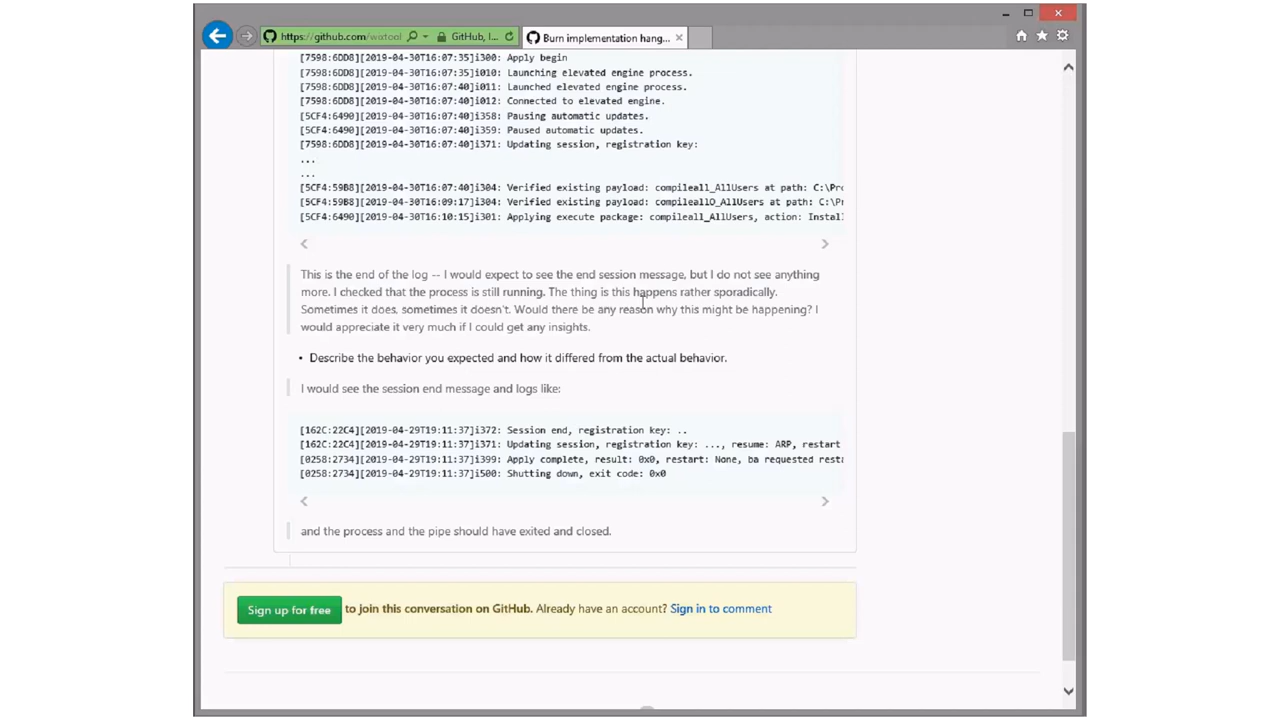 https://github.com/wixtool
GitHub, I...
Burn implementation hang...
[7598:6DD8][2019-04-30T16:07:35]i300: Apply begin
[7598:6DD8][2019-04-30T16:07:35]i010: Launching elevated engine process.
[7598:6DD8][2019-04-30T16:07:40]i011: Launched elevated engine process.
[7598:6DD8][2019-04-30T16:07:40]i012: Connected to elevated engine.
[5CF4:6490][2019-04-30T16:07:40]i358: Pausing automatic updates.
[5CF4:6490][2019-04-30T16:07:40]i359: Paused automatic updates.
[7598:6DD8][2019-04-30T16:07:40]i371: Updating session, registration key:
...
...
[5CF4:59B8][2019-04-30T16:07:40]i304: Verified existing payload: compileall_AllUsers at path: C:\Pro
[5CF4:59B8][2019-04-30T16:09:17]i304: Verified existing payload: compileallO_AllUsers at path: C:\P
[5CF4:6490][2019-04-30T16:10:15]i301: Applying execute package: compileall_AllUsers, action: Instal
This is the end of the log -- I would expect to see the end session message, but I do not see anything
more. I checked that the process is still running. The thing is this happens rather sporadically.
Sometimes it does, sometimes it doesn't. Would there be any reason why this might be happening? I
would appreciate it very much if I could get any insights.
• Describe the behavior you expected and how it differed from the actual behavior.
I would see the session end message and logs like:
[162C:22C4][2019-04-29T19:11:37]i372: Session end, registration key: ..
[162C:22C4][2019-04-29T19:11:37]i371: Updating session, registration key: ..., resume: ARP, restart
[0258:2734][2019-04-29T19:11:37]i399: Apply complete, result: 0x0, restart: None, ba requested resta
[0258:2734][2019-04-29T19:11:37]i500: Shutting down, exit code: 0x0
and the process and the pipe should have exited and closed.
Sign up for free to join this conversation on GitHub. Already have an account? Sign in to comment